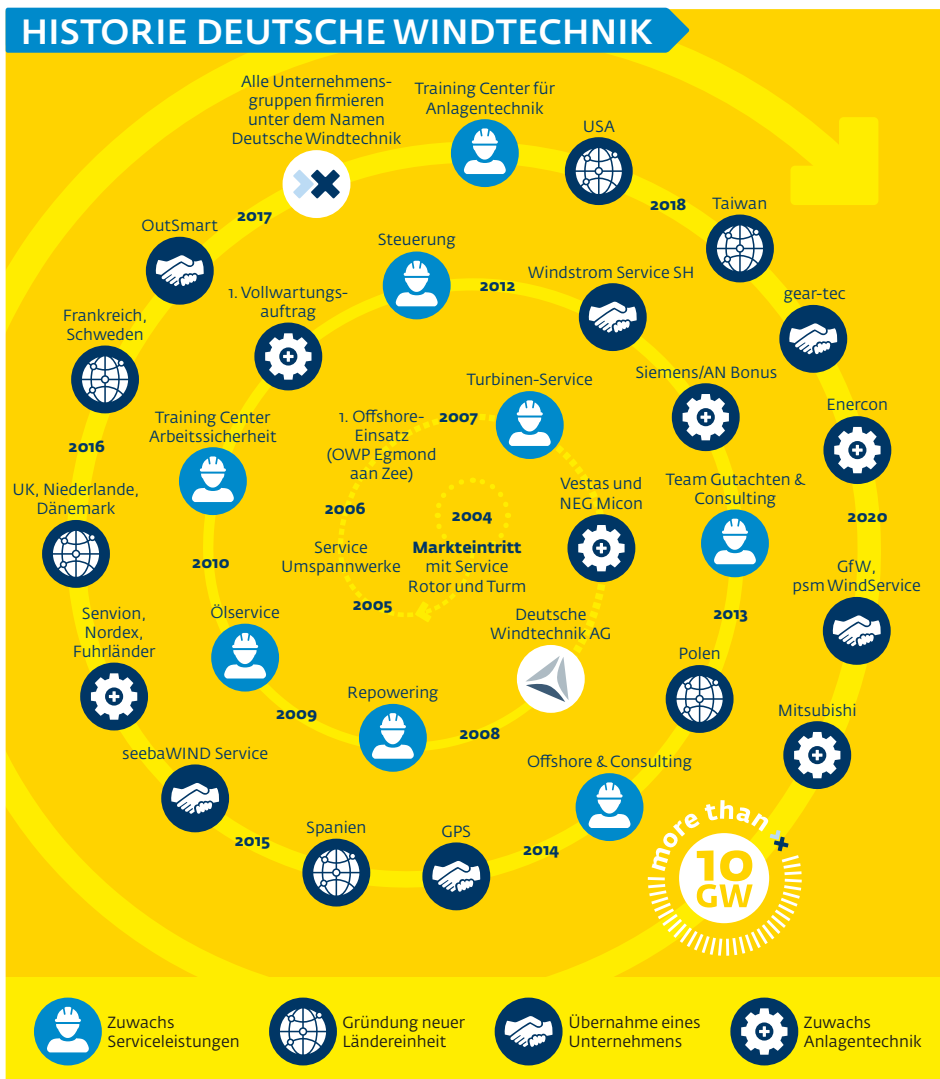 HISTORIE DEUTSCHE WINDTECHNIK
Markteintritt
mit Service
Rotor und Turm
2004
2005
Service
Umspannwerke
2006
1. Offshore-
Einsatz
(OWP Egmond
aan Zee)
2007
Turbinen-Service
Vestas und
NEG Micon
Deutsche
Windtechnik AG
2008
Repowering
2009
Ölservice
2010
Training Center
Arbeitssicherheit
1. Vollwartungs-
auftrag
Steuerung
2012
Windstrom Service SH
Siemens/AN Bonus
Team Gutachten &
Consulting
2013
Polen
Offshore & Consulting
2014
GPS
Spanien
2015
seebaWIND Service
Senvion,
Nordex,
Fuhrländer
UK, Niederlande,
Dänemark
2016
Frankreich,
Schweden
OutSmart
2017
Alle Unternehmens-
gruppen firmieren
unter dem Namen
Deutsche Windtechnik
Training Center für
Anlagentechnik
USA
2018
Taiwan
gear-tec
Enercon
2020
GfW,
psm WindService
Mitsubishi
more than
10
GW
Zuwachs
Serviceleistungen
Gründung neuer
Ländereinheit
Übernahme eines
Unternehmens
Zuwachs
Anlagentechnik